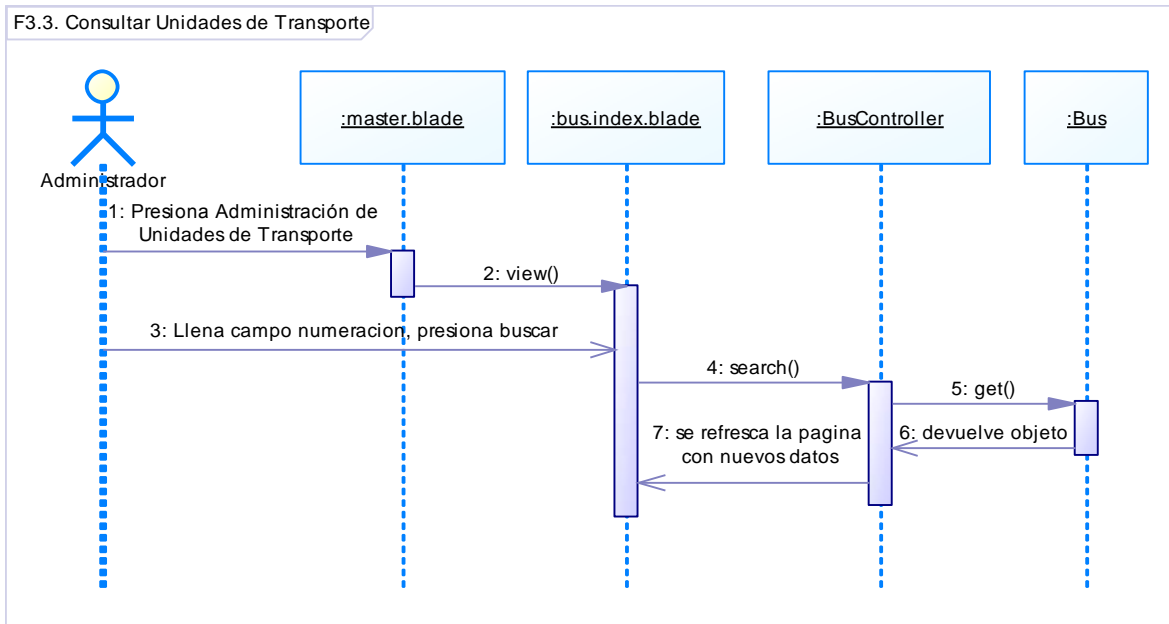 F3.3. Consultar Unidades de Transporte
:master.blade
:bus.index.blade
:BusController
:Bus
Administrador
1: Presiona Administración de
Unidades de Transporte
2: view()
3: Llena campo numeracion, presiona buscar
4: search()
5: get()
6: devuelve objeto
7: se refresca la pagina
con nuevos datos